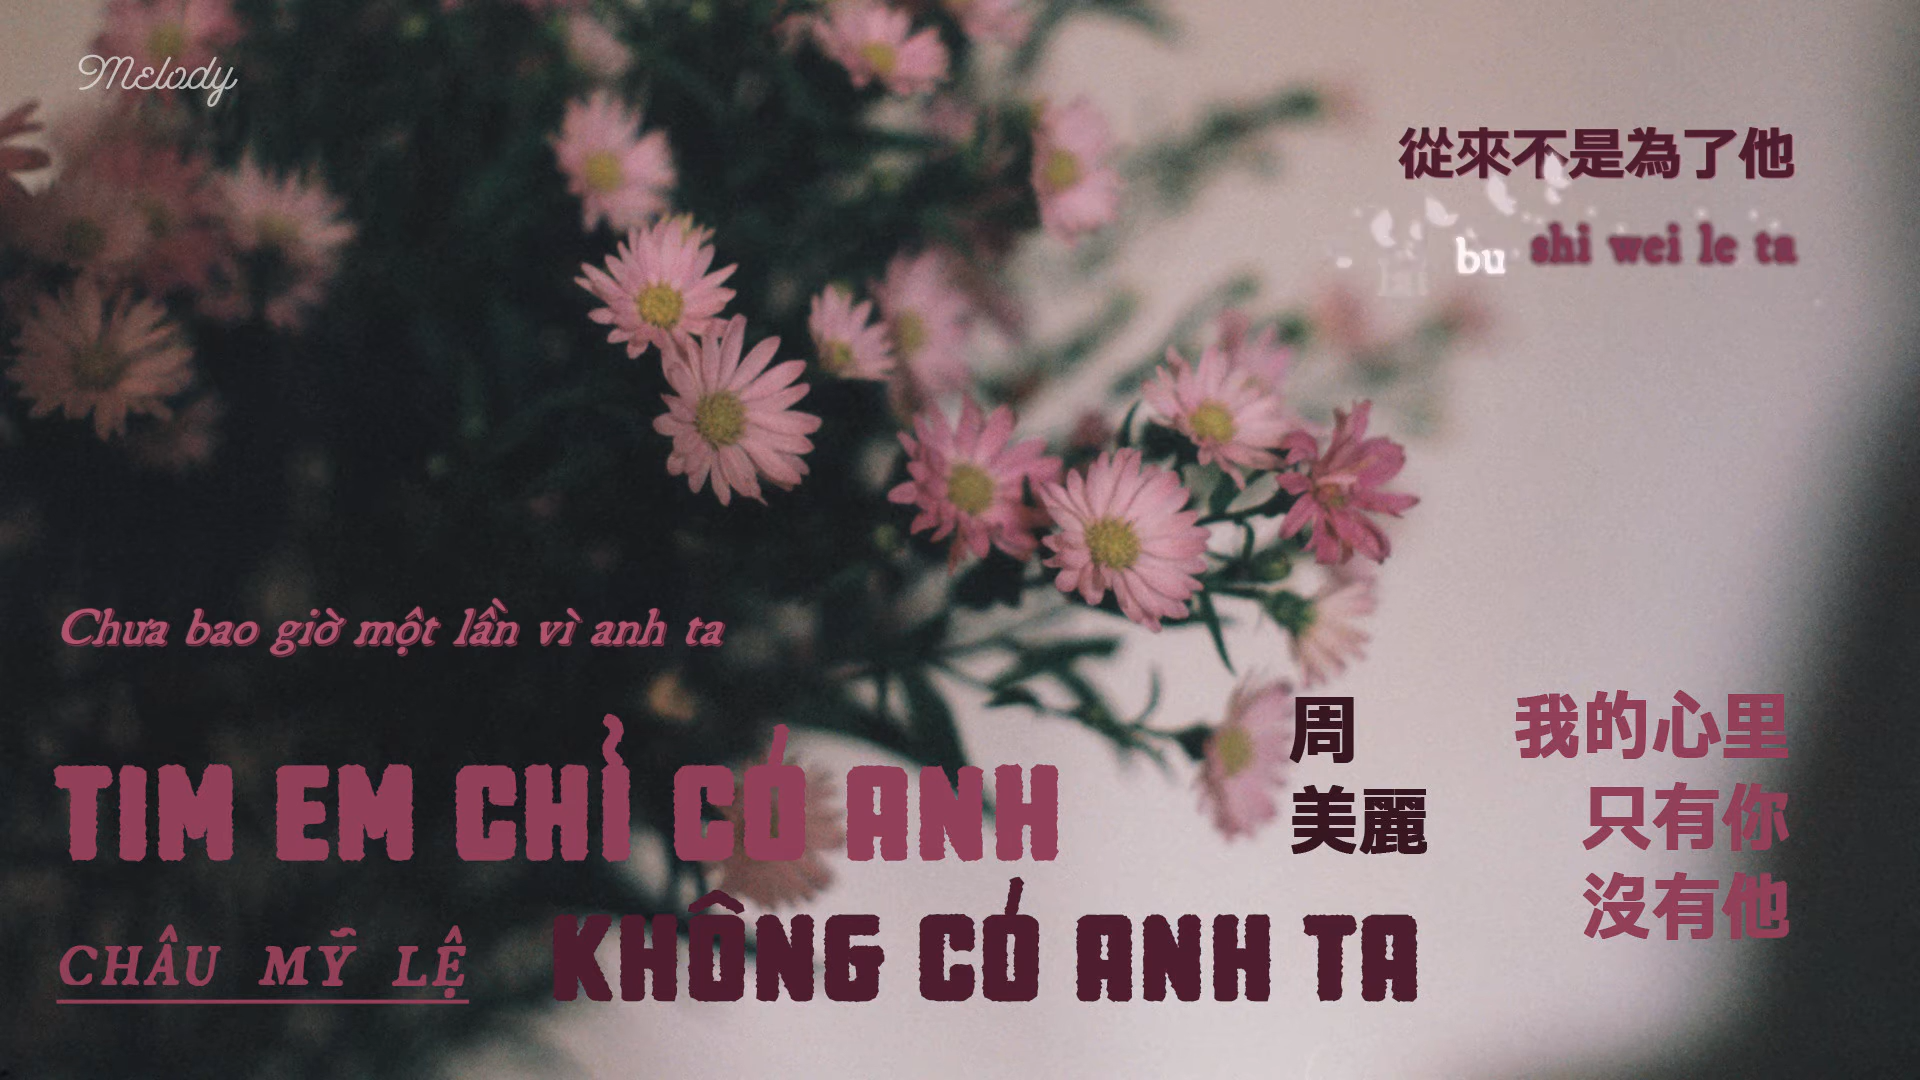 Melody
從來不是為了他
bu shi wei le ta
Chưa bao giờ một lần vì anh ta
TIM EM CHỈ CÓ ANH
KHÔNG CÓ ANH TA
CHÂU MỸ LỆ
周
美麗
我的心里
只有你
沒有他